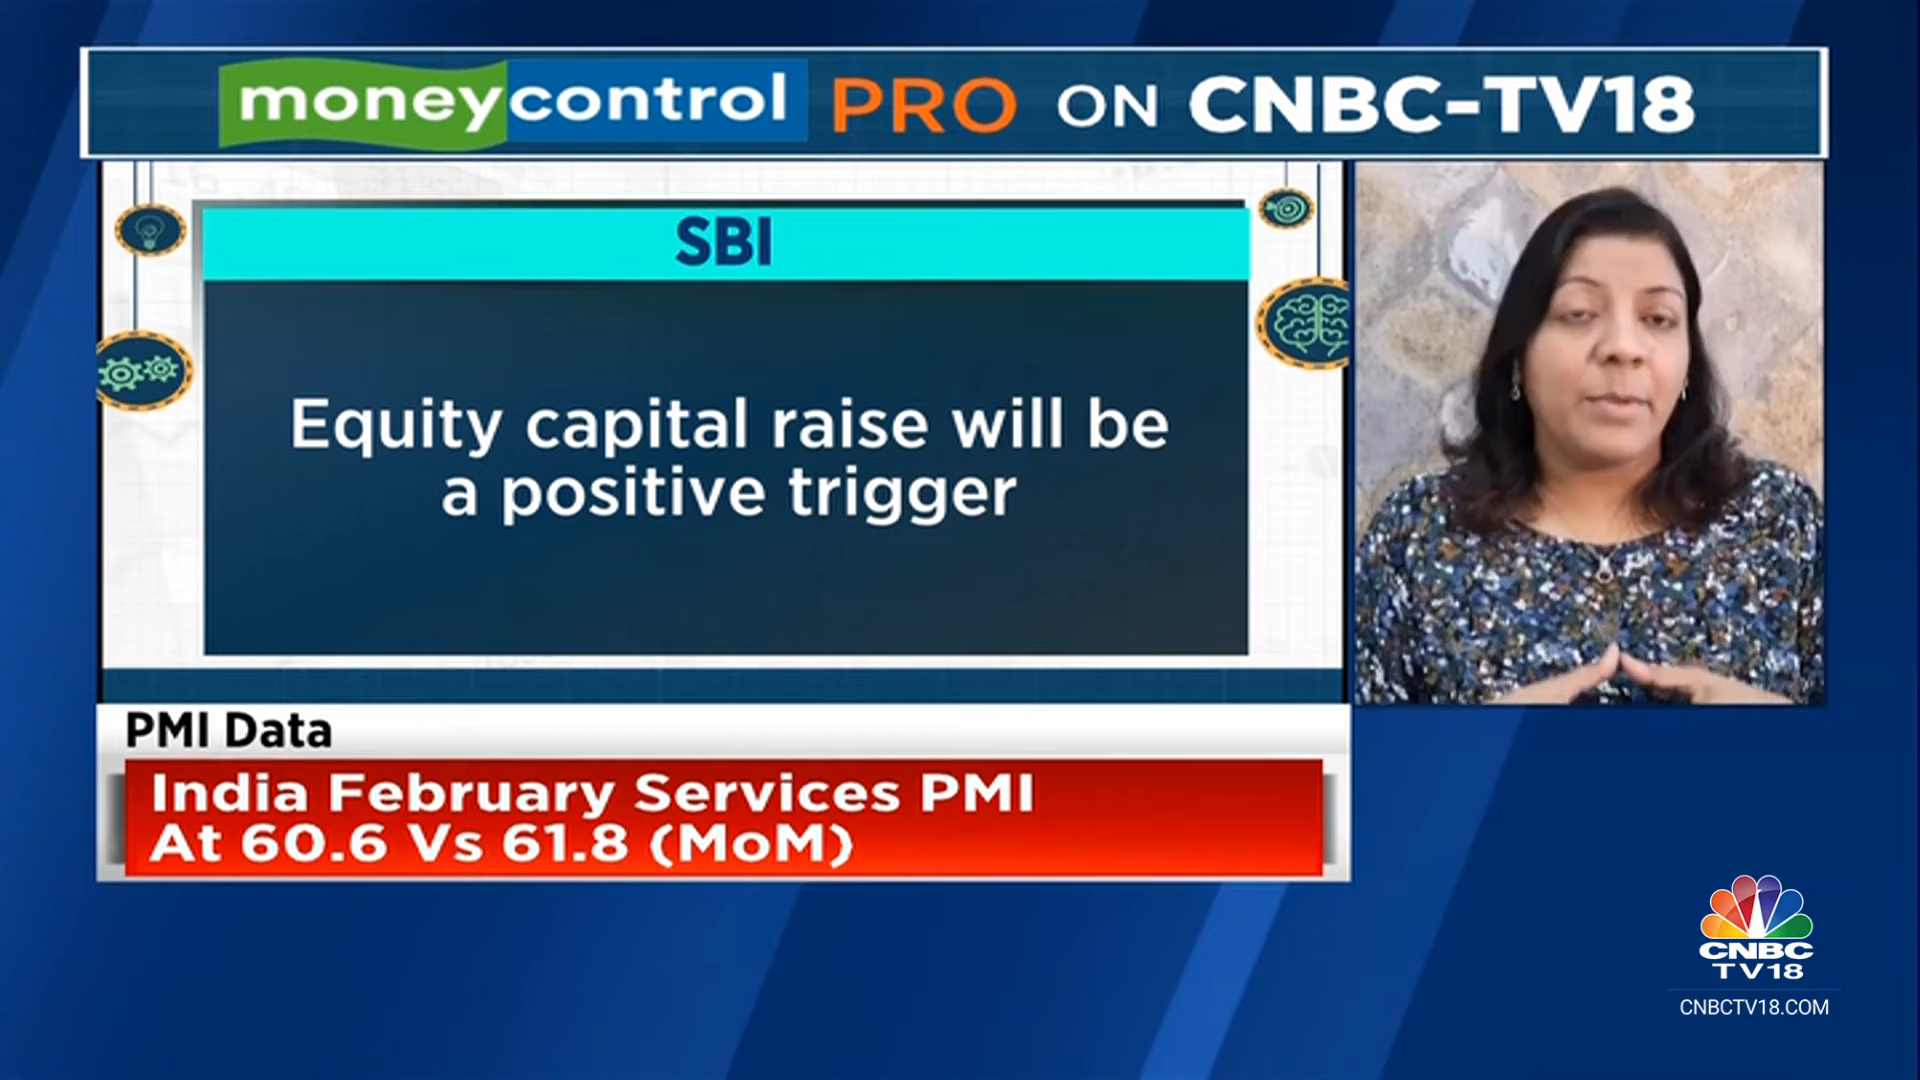 moneycontrol PRO ON CNBC-TV18
SBI
Equity capital raise will be
a positive trigger
PMI Data
India February Services PMI
At 60.6 Vs 61.8 (MoM)
CNBC
TV18
CNBCTV18.COM